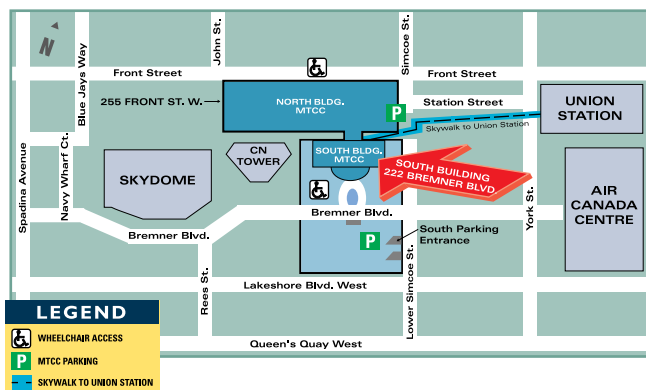 N
Blue Jays Way
John St.
Simcoe St.
Front Street
Front Street
255 FRONT ST. W.
NORTH BLDG.
MTCC
P
Station Street
UNION
STATION
Skywalk to Union Station
Spadina Avenue
Navy Wharf Ct.
SKYDOME
CN
TOWER
SOUTH BLDG.
MTCC
SOUTH BUILDING
222 BREMNER BLVD.
York St.
AIR
CANADA
CENTRE
Bremner Blvd.
Bremner Blvd.
P
South Parking
Entrance
Rees St.
Lower Simcoe St.
Lakeshore Blvd. West
Queen's Quay West
LEGEND
WHEELCHAIR ACCESS
P MTCC PARKING
SKYWALK TO UNION STATION